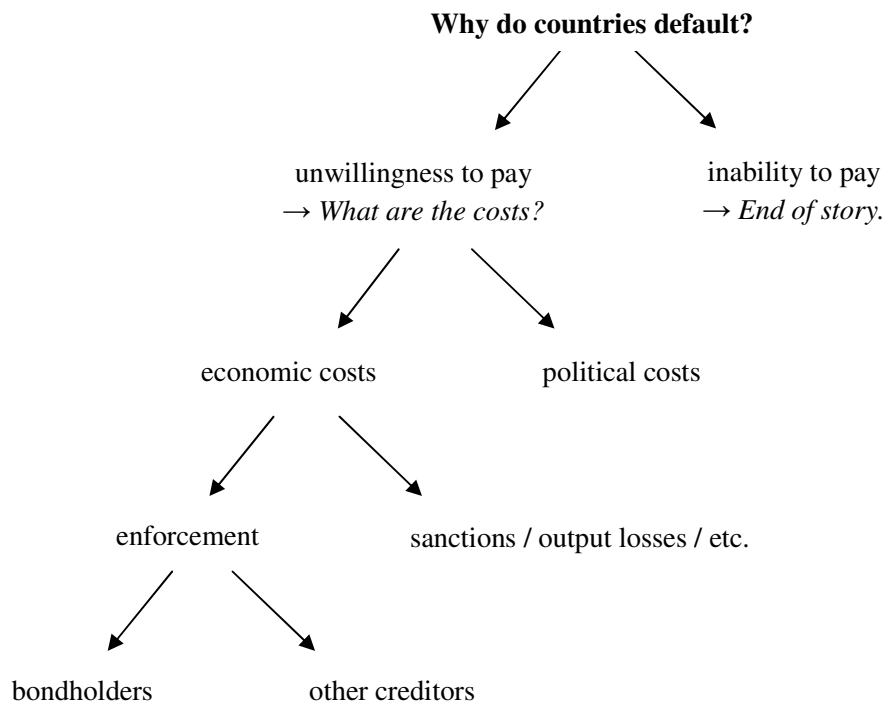 Why do countries default?
unwillingness to pay
→ What are the costs?
inability to pay
→ End of story.
economic costs
political costs
enforcement
sanctions / output losses / etc.
bondholders
other creditors